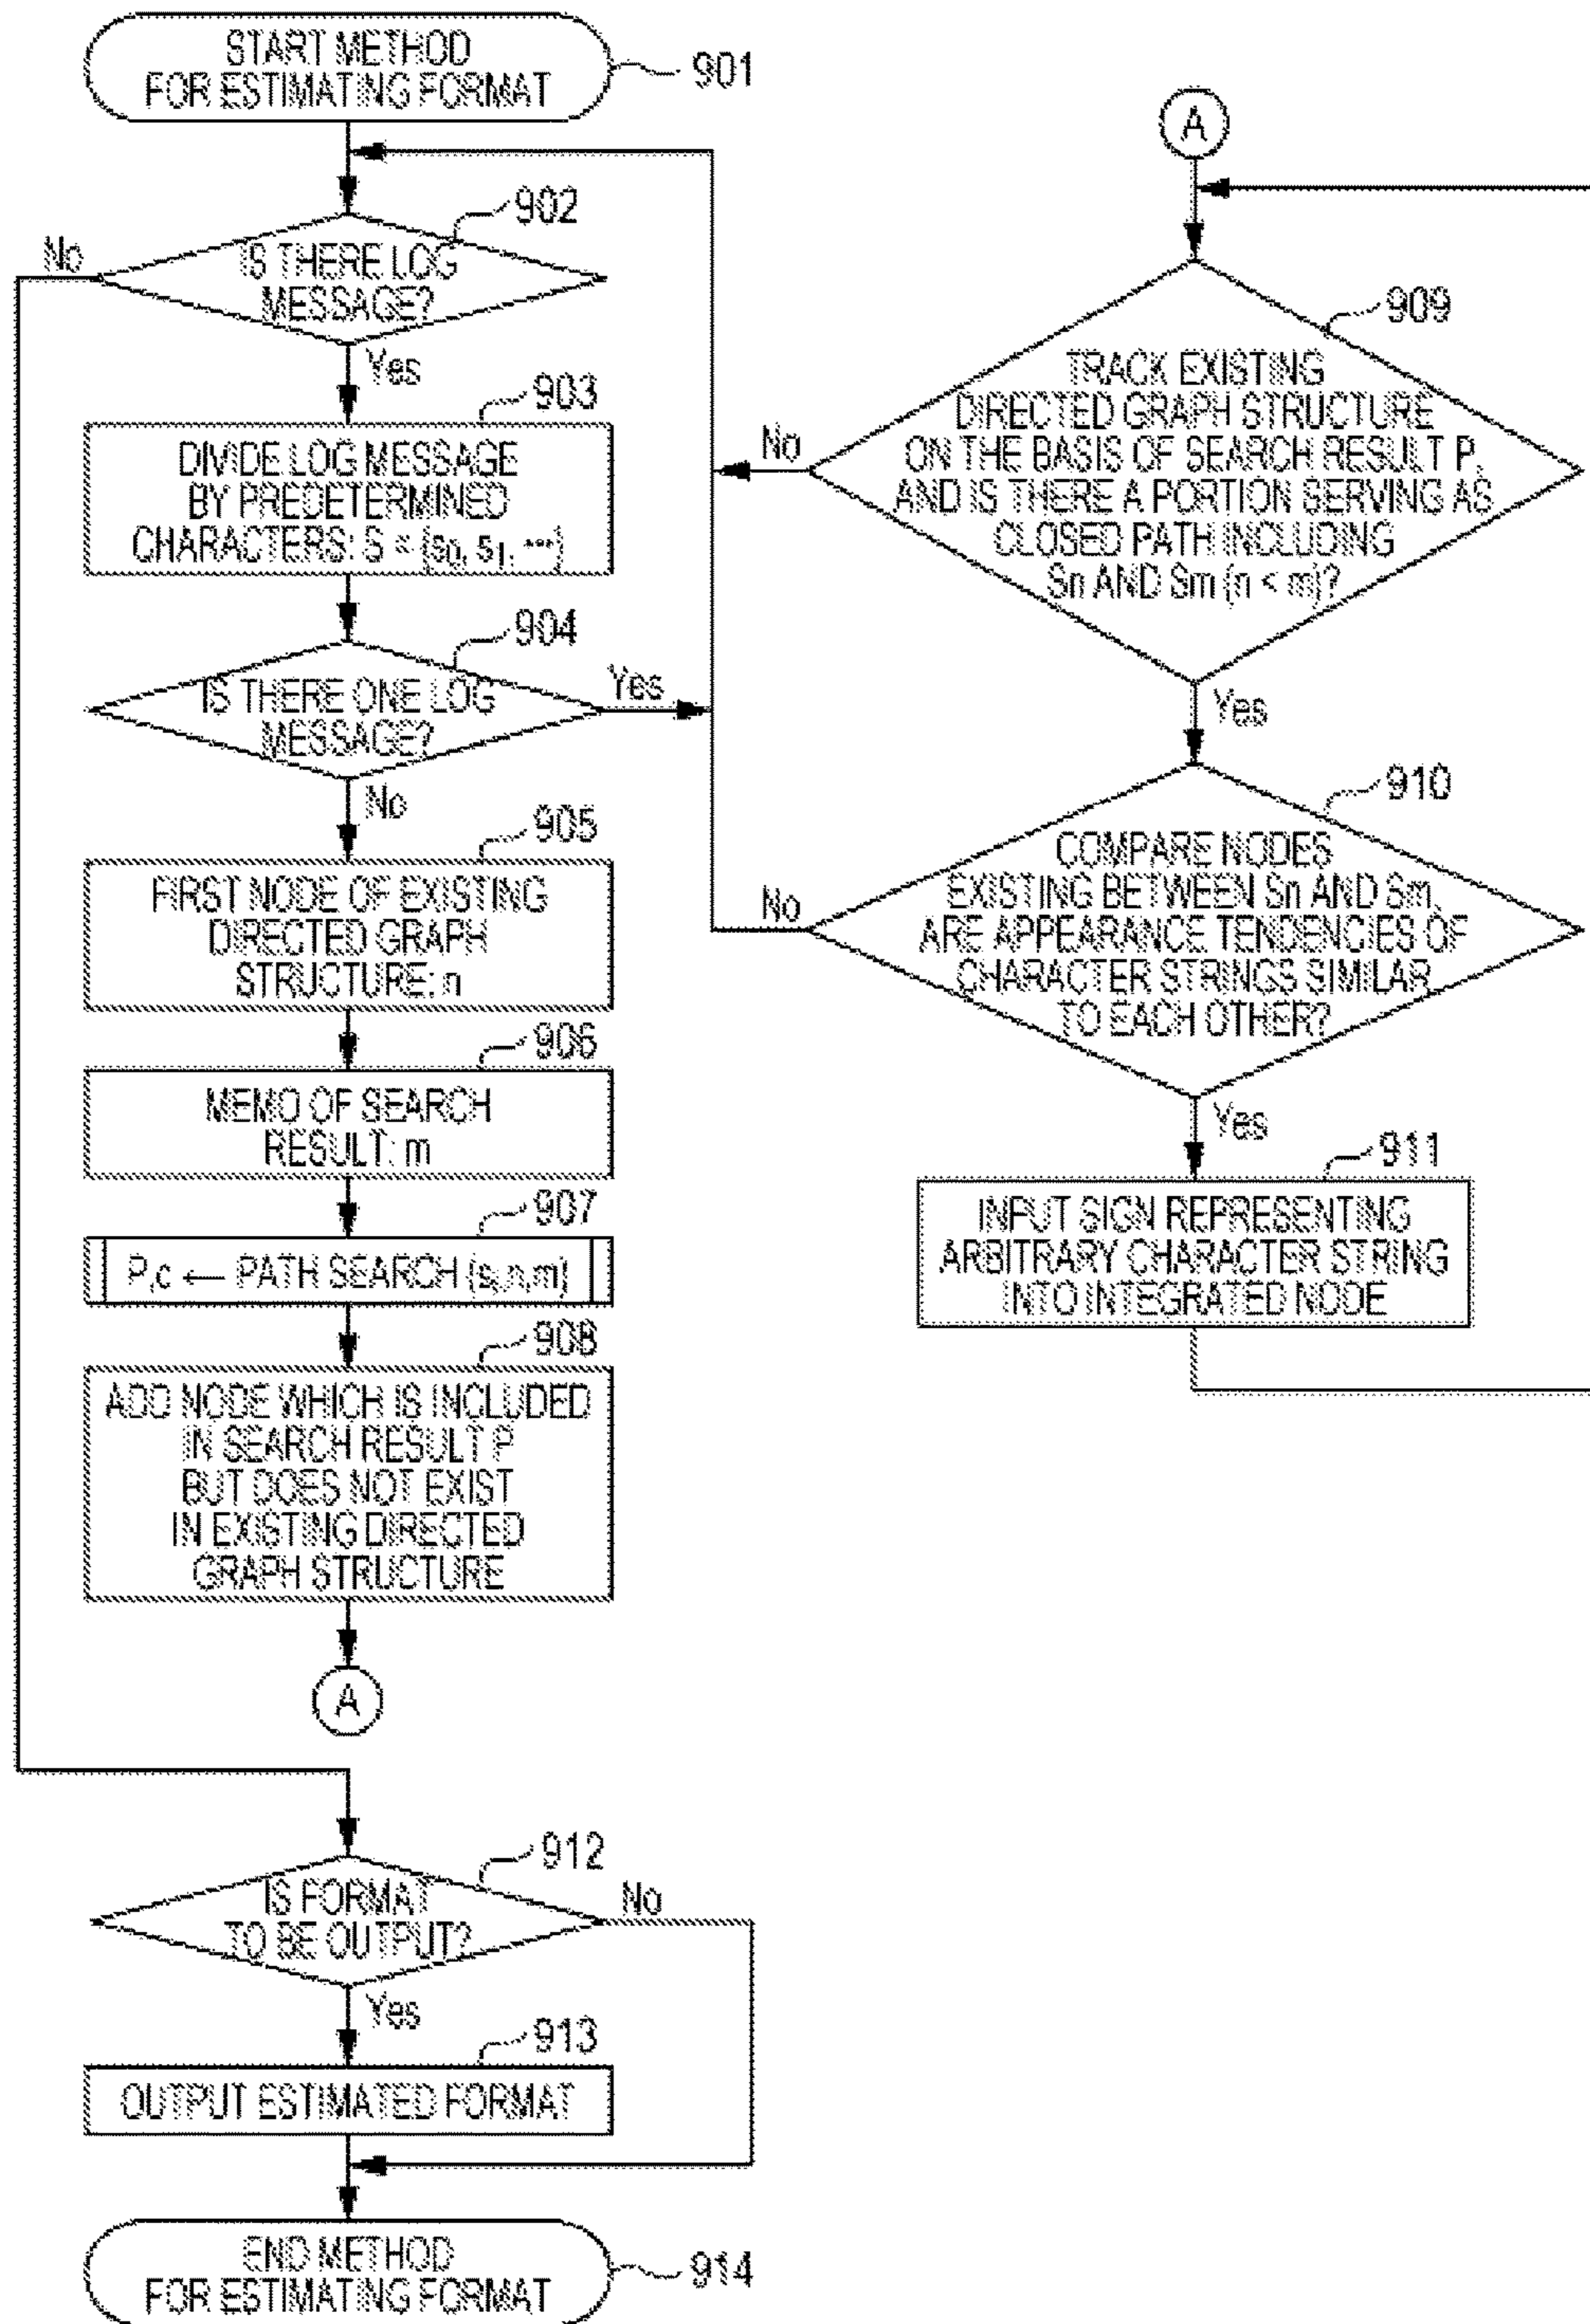 START METHOD
FOR ESTIMATING FORMAT
901
902
No
IS THERE LOG
MESSAGE?
Yes
903
DIVIDE LOG MESSAGE
BY PREDETERMINED
CHARACTERS: S = {s0, s1, ...}
904
IS THERE ONE LOG
MESSAGE?
Yes
No
905
FIRST NODE OF EXISTING
DIRECTED GRAPH
STRUCTURE: n
906
MEMO OF SEARCH
RESULT: m
907
P,c ← PATH SEARCH (s,n,m)
908
ADD NODE WHICH IS INCLUDED
IN SEARCH RESULT P
BUT DOES NOT EXIST
IN EXISTING DIRECTED
GRAPH STRUCTURE
A
912
IS FORMAT
TO BE OUTPUT?
No
Yes
913
OUTPUT ESTIMATED FORMAT
END METHOD
FOR ESTIMATING FORMAT
914
A
909
TRACK EXISTING
DIRECTED GRAPH STRUCTURE
ON THE BASIS OF SEARCH RESULT P,
AND IS THERE A PORTION SERVING AS
CLOSED PATH INCLUDING
Sn AND Sm (n < m)?
No
Yes
910
COMPARE NODES
EXISTING BETWEEN Sn AND Sm,
ARE APPEARANCE TENDENCIES OF
CHARACTER STRINGS SIMILAR
TO EACH OTHER?
No
Yes
911
INPUT SIGN REPRESENTING
ARBITRARY CHARACTER STRING
INTO INTEGRATED NODE